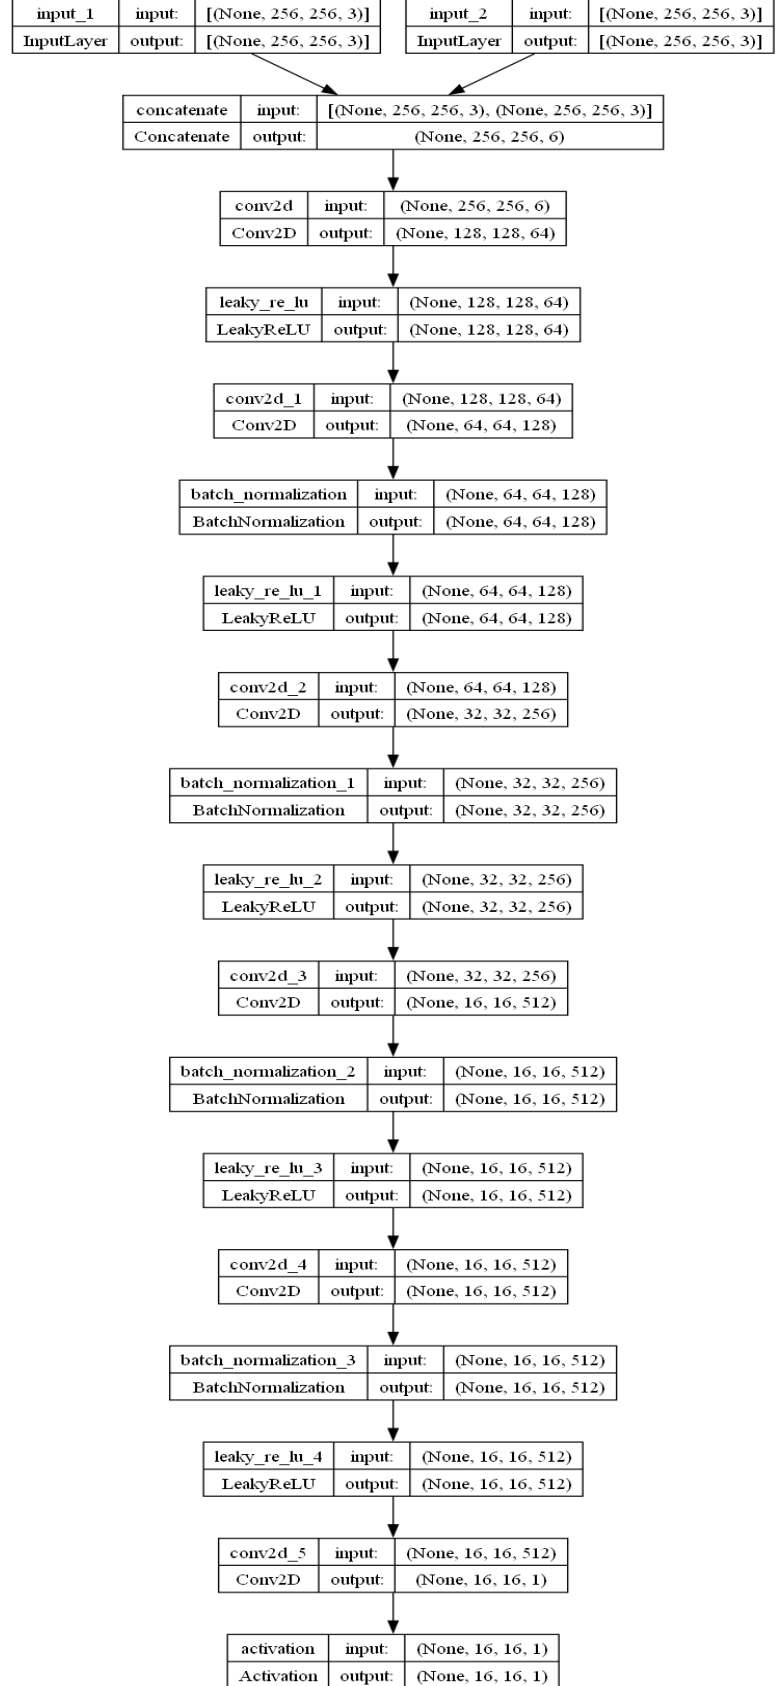 input_1 input: [(None, 256, 256, 3)] input_2 input: [(None, 256, 256, 3)]
InputLayer output: [(None, 256, 256, 3)] InputLayer output: [(None, 256, 256, 3)]
concatenate input: [(None, 256, 256, 3), (None, 256, 256, 3)]
Concatenate output: (None, 256, 256, 6)
conv2d input: (None, 256, 256, 6)
Conv2D output: (None, 128, 128, 64)
leaky_re_lu input: (None, 128, 128, 64)
LeakyReLU output: (None, 128, 128, 64)
conv2d_1 input: (None, 128, 128, 64)
Conv2D output: (None, 64, 64, 128)
batch_normalization input: (None, 64, 64, 128)
BatchNormalization output: (None, 64, 64, 128)
leaky_re_lu_1 input: (None, 64, 64, 128)
LeakyReLU output: (None, 64, 64, 128)
conv2d_2 input: (None, 64, 64, 128)
Conv2D output: (None, 32, 32, 256)
batch_normalization_1 input: (None, 32, 32, 256)
BatchNormalization output: (None, 32, 32, 256)
leaky_re_lu_2 input: (None, 32, 32, 256)
LeakyReLU output: (None, 32, 32, 256)
conv2d_3 input: (None, 32, 32, 256)
Conv2D output: (None, 16, 16, 512)
batch_normalization_2 input: (None, 16, 16, 512)
BatchNormalization output: (None, 16, 16, 512)
leaky_re_lu_3 input: (None, 16, 16, 512)
LeakyReLU output: (None, 16, 16, 512)
conv2d_4 input: (None, 16, 16, 512)
Conv2D output: (None, 16, 16, 512)
batch_normalization_3 input: (None, 16, 16, 512)
BatchNormalization output: (None, 16, 16, 512)
leaky_re_lu_4 input: (None, 16, 16, 512)
LeakyReLU output: (None, 16, 16, 512)
conv2d_5 input: (None, 16, 16, 512)
Conv2D output: (None, 16, 16, 1)
activation input: (None, 16, 16, 1)
Activation output: (None, 16, 16, 1)